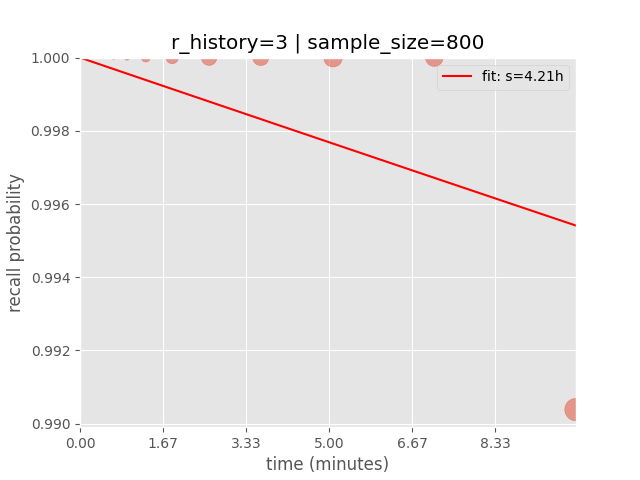 r_history=3 | sample_size=800
fit: s=4.21h
1.000
0.998
0.996
0.994
0.992
0.990
recall probability
0.00 1.67 3.33 5.00 6.67 8.33
time (minutes)